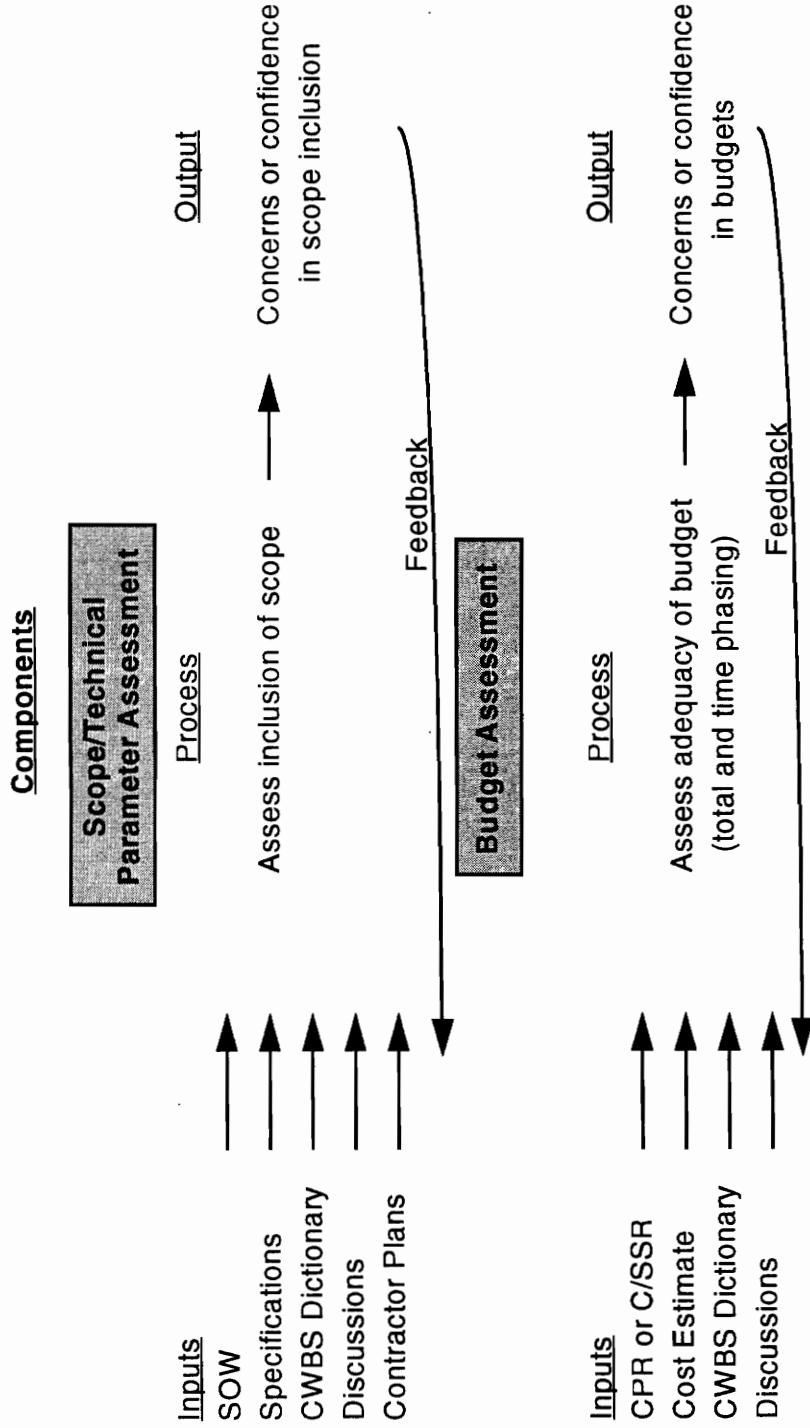 Components
Scope/Technical
Parameter Assessment
Inputs
Process
Output
SOW
Specifications
CWBS Dictionary
Discussions
Contractor Plans
Assess inclusion of scope
Concerns or confidence
in scope inclusion
Feedback
Budget Assessment
Inputs
Process
Output
CPR or C/SSR
Cost Estimate
CWBS Dictionary
Discussions
Assess adequacy of budget
(total and time phasing)
Concerns or confidence
in budgets
Feedback